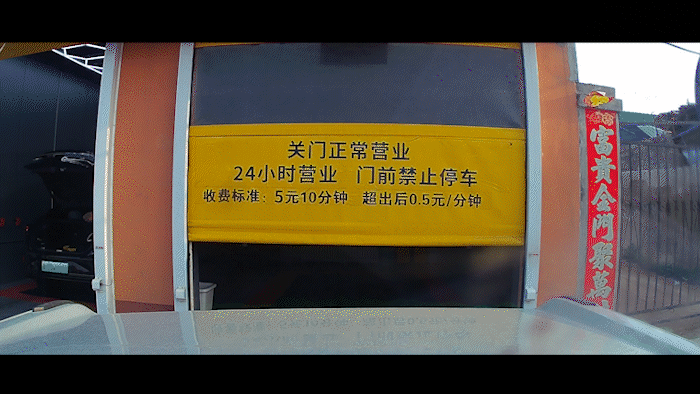 关门正常营业
24小时营业 门前禁止停车
收费标准：5元10分钟 超出后0.5元/分钟
富貴金門聚萬